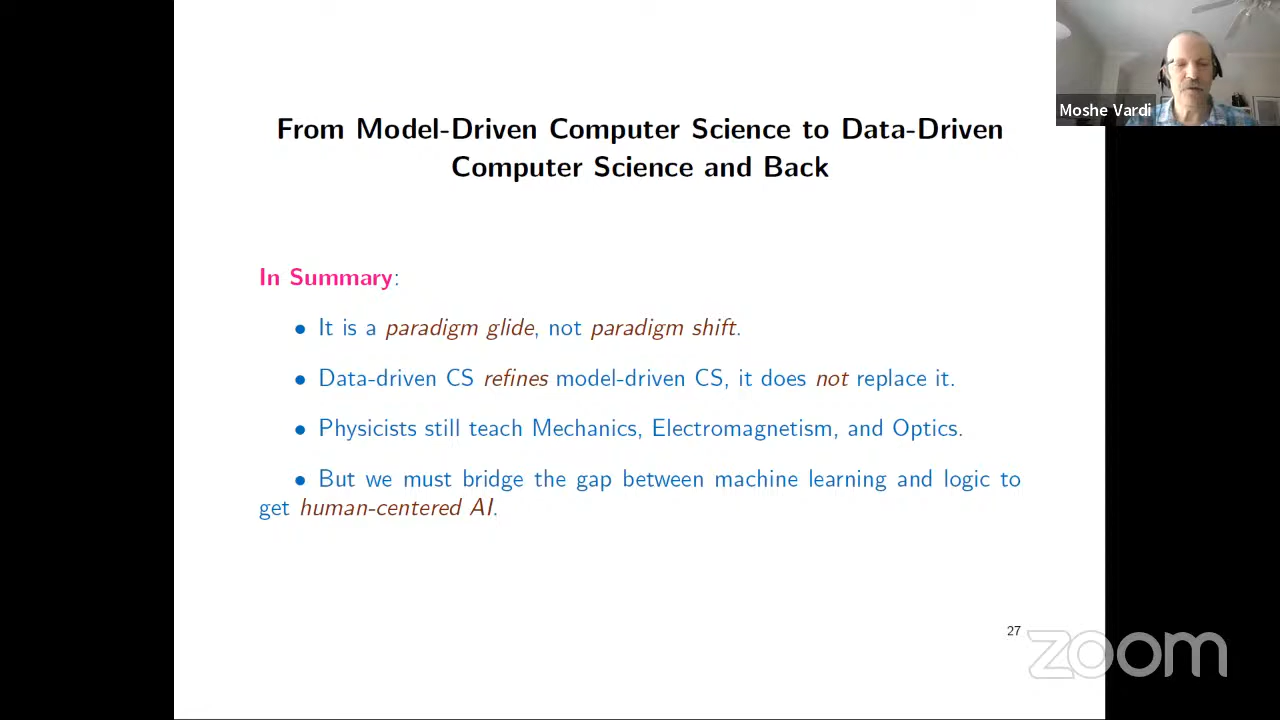 Moshe Vardi
From Model-Driven Computer Science to Data-Driven
Computer Science and Back
In Summary:
• It is a paradigm glide, not paradigm shift.
• Data-driven CS refines model-driven CS, it does not replace it.
• Physicists still teach Mechanics, Electromagnetism, and Optics.
• But we must bridge the gap between machine learning and logic to
get human-centered AI.
27
zoom